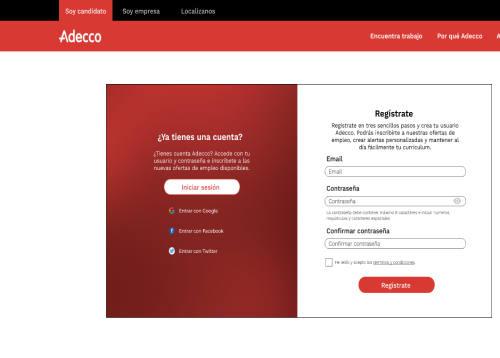 Soy candidato
Soy empresa
Localízanos
Adecco
Encuentra trabajo
Por qué Adecco
A
¿Ya tienes una cuenta?
¿Tienes cuenta Adecco? Accede con tu
usuario y contraseña e inscríbete a las
nuevas ofertas de empleo disponibles.
Iniciar sesión
Entrar con Google
Entrar con Facebook
Entrar con Twitter
Regístrate
Regístrate en tres sencillos pasos y crea tu usuario
Adecco. Podrás inscribirte a nuestras ofertas de
empleo, crear alertas personalizadas y mantener al
día fácilmente tu currículum.
Email
Email
Contraseña
Contraseña
La contraseña debe contener máximo 8 caracteres e incluir números,
mayúsculas y caracteres especiales.
Confirmar contraseña
Confirmar contraseña
He leído y acepto los términos y condiciones.
Regístrate